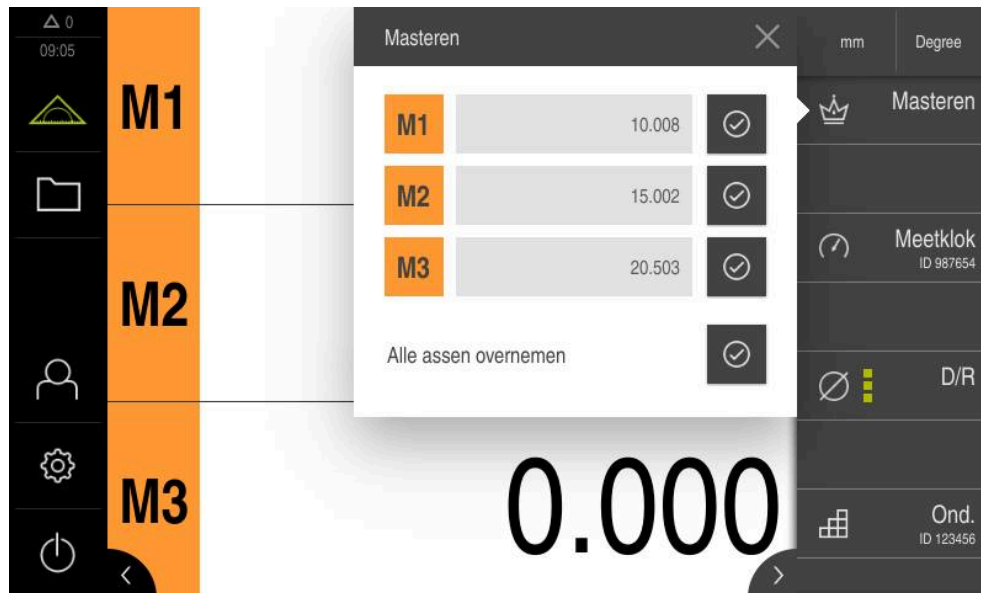 0
09:05
M1
M2
M3
0.000
Masteren
M1 10.008
M2 15.002
M3 20.503
Alle assen overnemen
mm Degree
Masteren
Meetklok
ID 987654
D/R
Ond.
ID 123456